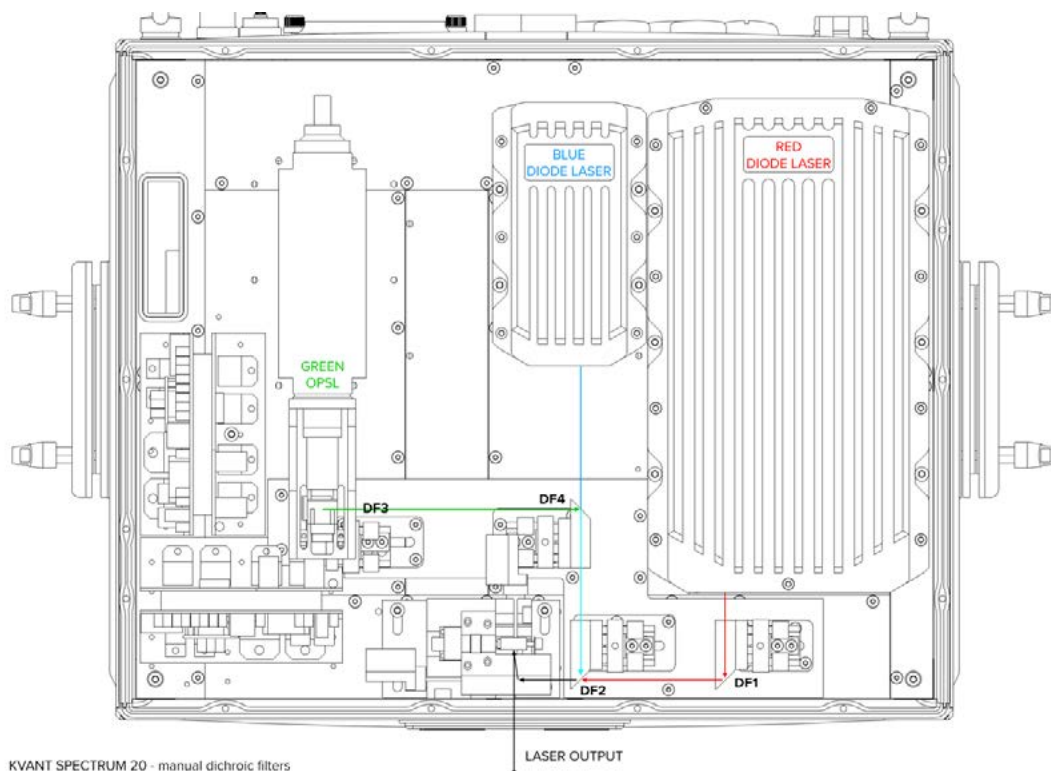 BLUE
DIODE LASER
RED
DIODE LASER
GREEN
OPSL
DF3
DF4
DF2
DF1
LASER OUTPUT
KVANT SPECTRUM 20 - manual dichroic filters